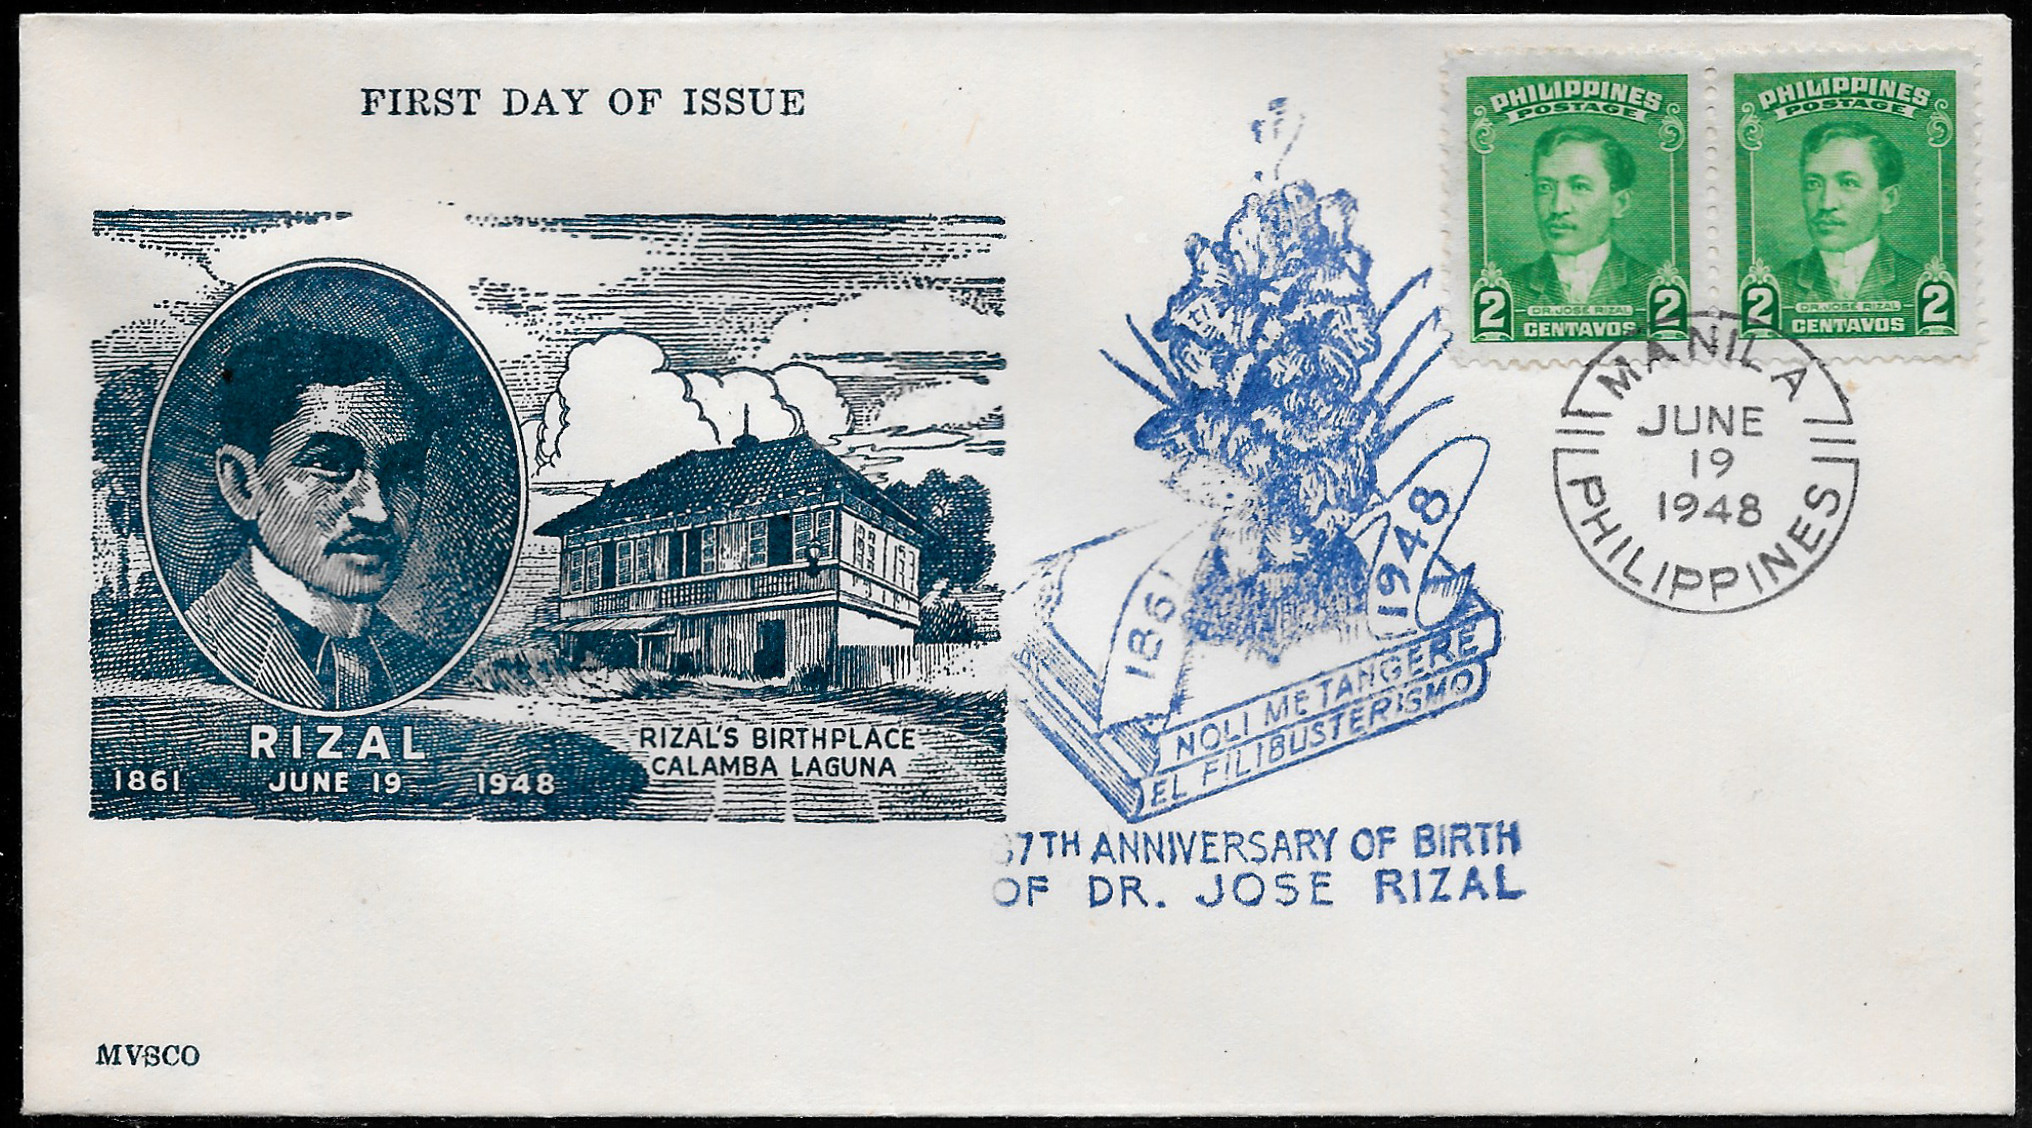 FIRST DAY OF ISSUE
PHILIPPINES
POSTAGE
DR. JOSE RIZAL
2 CENTAVOS 2
PHILIPPINES
POSTAGE
DR. JOSE RIZAL
2 CENTAVOS 2
MANILA
JUNE
19
1948
PHILIPPINES
1861
1948
NOLI ME TANGERE
EL FILIBUSTERISMO
87TH ANNIVERSARY OF BIRTH
OF DR. JOSE RIZAL
RIZAL
1861 JUNE 19 1948
RIZAL'S BIRTHPLACE
CALAMBA LAGUNA
MVSCO